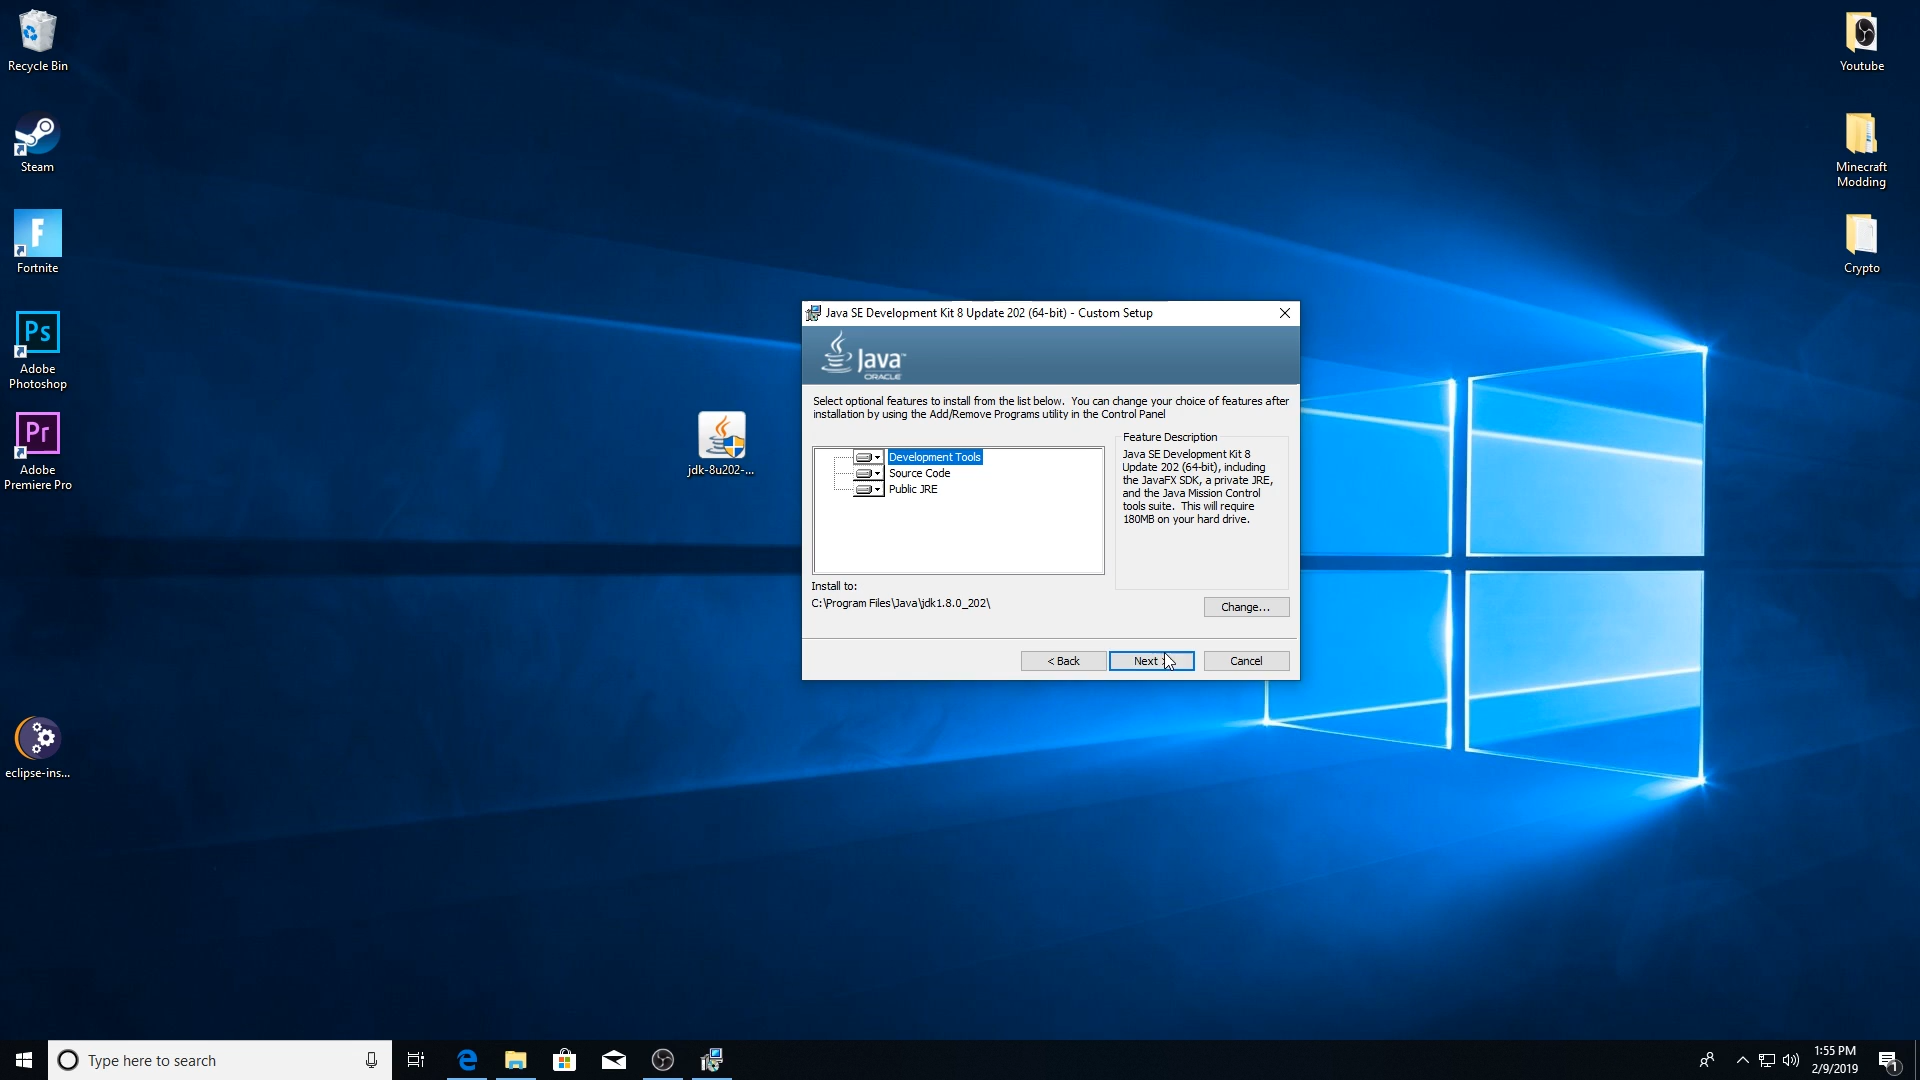 Recycle Bin
Steam
Fortnite
Ps
Adobe
Photoshop
Pr
Adobe
Premiere Pro
eclipse-ins...
jdk-8u202-...
Java SE Development Kit 8 Update 202 (64-bit) - Custom Setup
Java™
ORACLE
Select optional features to install from the list below. You can change your choice of features after
installation by using the Add/Remove Programs utility in the Control Panel
Development Tools
Source Code
Public JRE
Feature Description
Java SE Development Kit 8
Update 202 (64-bit), including
the JavaFX SDK, a private JRE,
and the Java Mission Control
tools suite. This will require
180MB on your hard drive.
Install to:
C:\Program Files\Java\jdk1.8.0_202\
Change...
< Back
Next >
Cancel
Youtube
Minecraft
Modding
Crypto
Type here to search
1:55 PM
2/9/2019
1